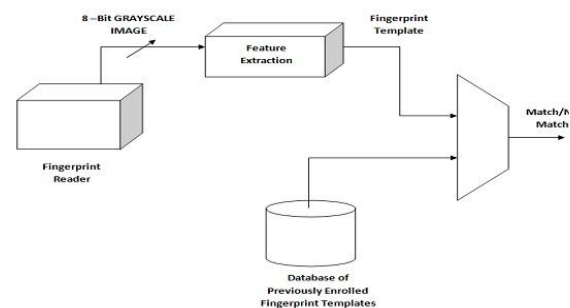 8 –Bit GRAYSCALE
IMAGE
Fingerprint
Template
Feature
Extraction
Match/N
Match
Fingerprint
Reader
Database of
Previously Enrolled
Fingerprint Templates